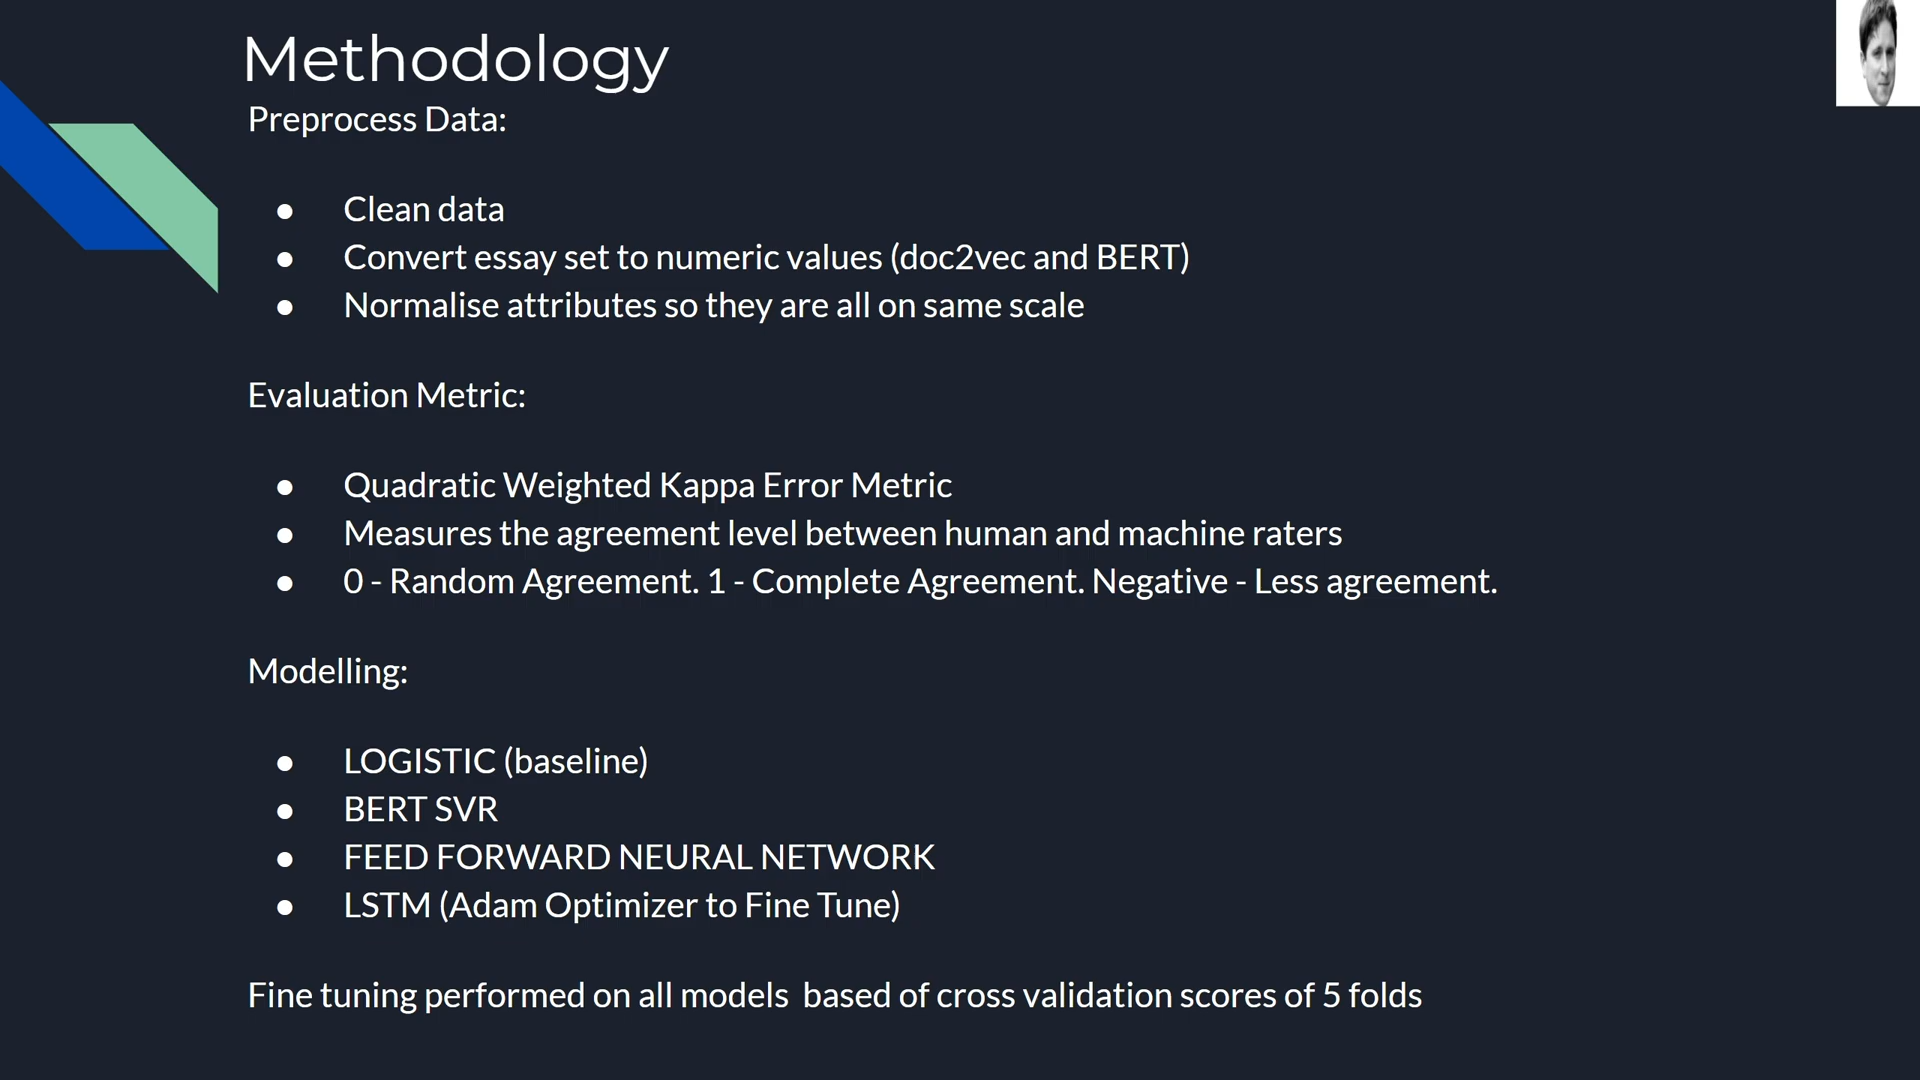 Methodology
Preprocess Data:
● Clean data
● Convert essay set to numeric values (doc2vec and BERT)
● Normalise attributes so they are all on same scale
Evaluation Metric:
● Quadratic Weighted Kappa Error Metric
● Measures the agreement level between human and machine raters
● 0 - Random Agreement. 1 - Complete Agreement. Negative - Less agreement.
Modelling:
● LOGISTIC (baseline)
● BERT SVR
● FEED FORWARD NEURAL NETWORK
● LSTM (Adam Optimizer to Fine Tune)
Fine tuning performed on all models  based of cross validation scores of 5 folds